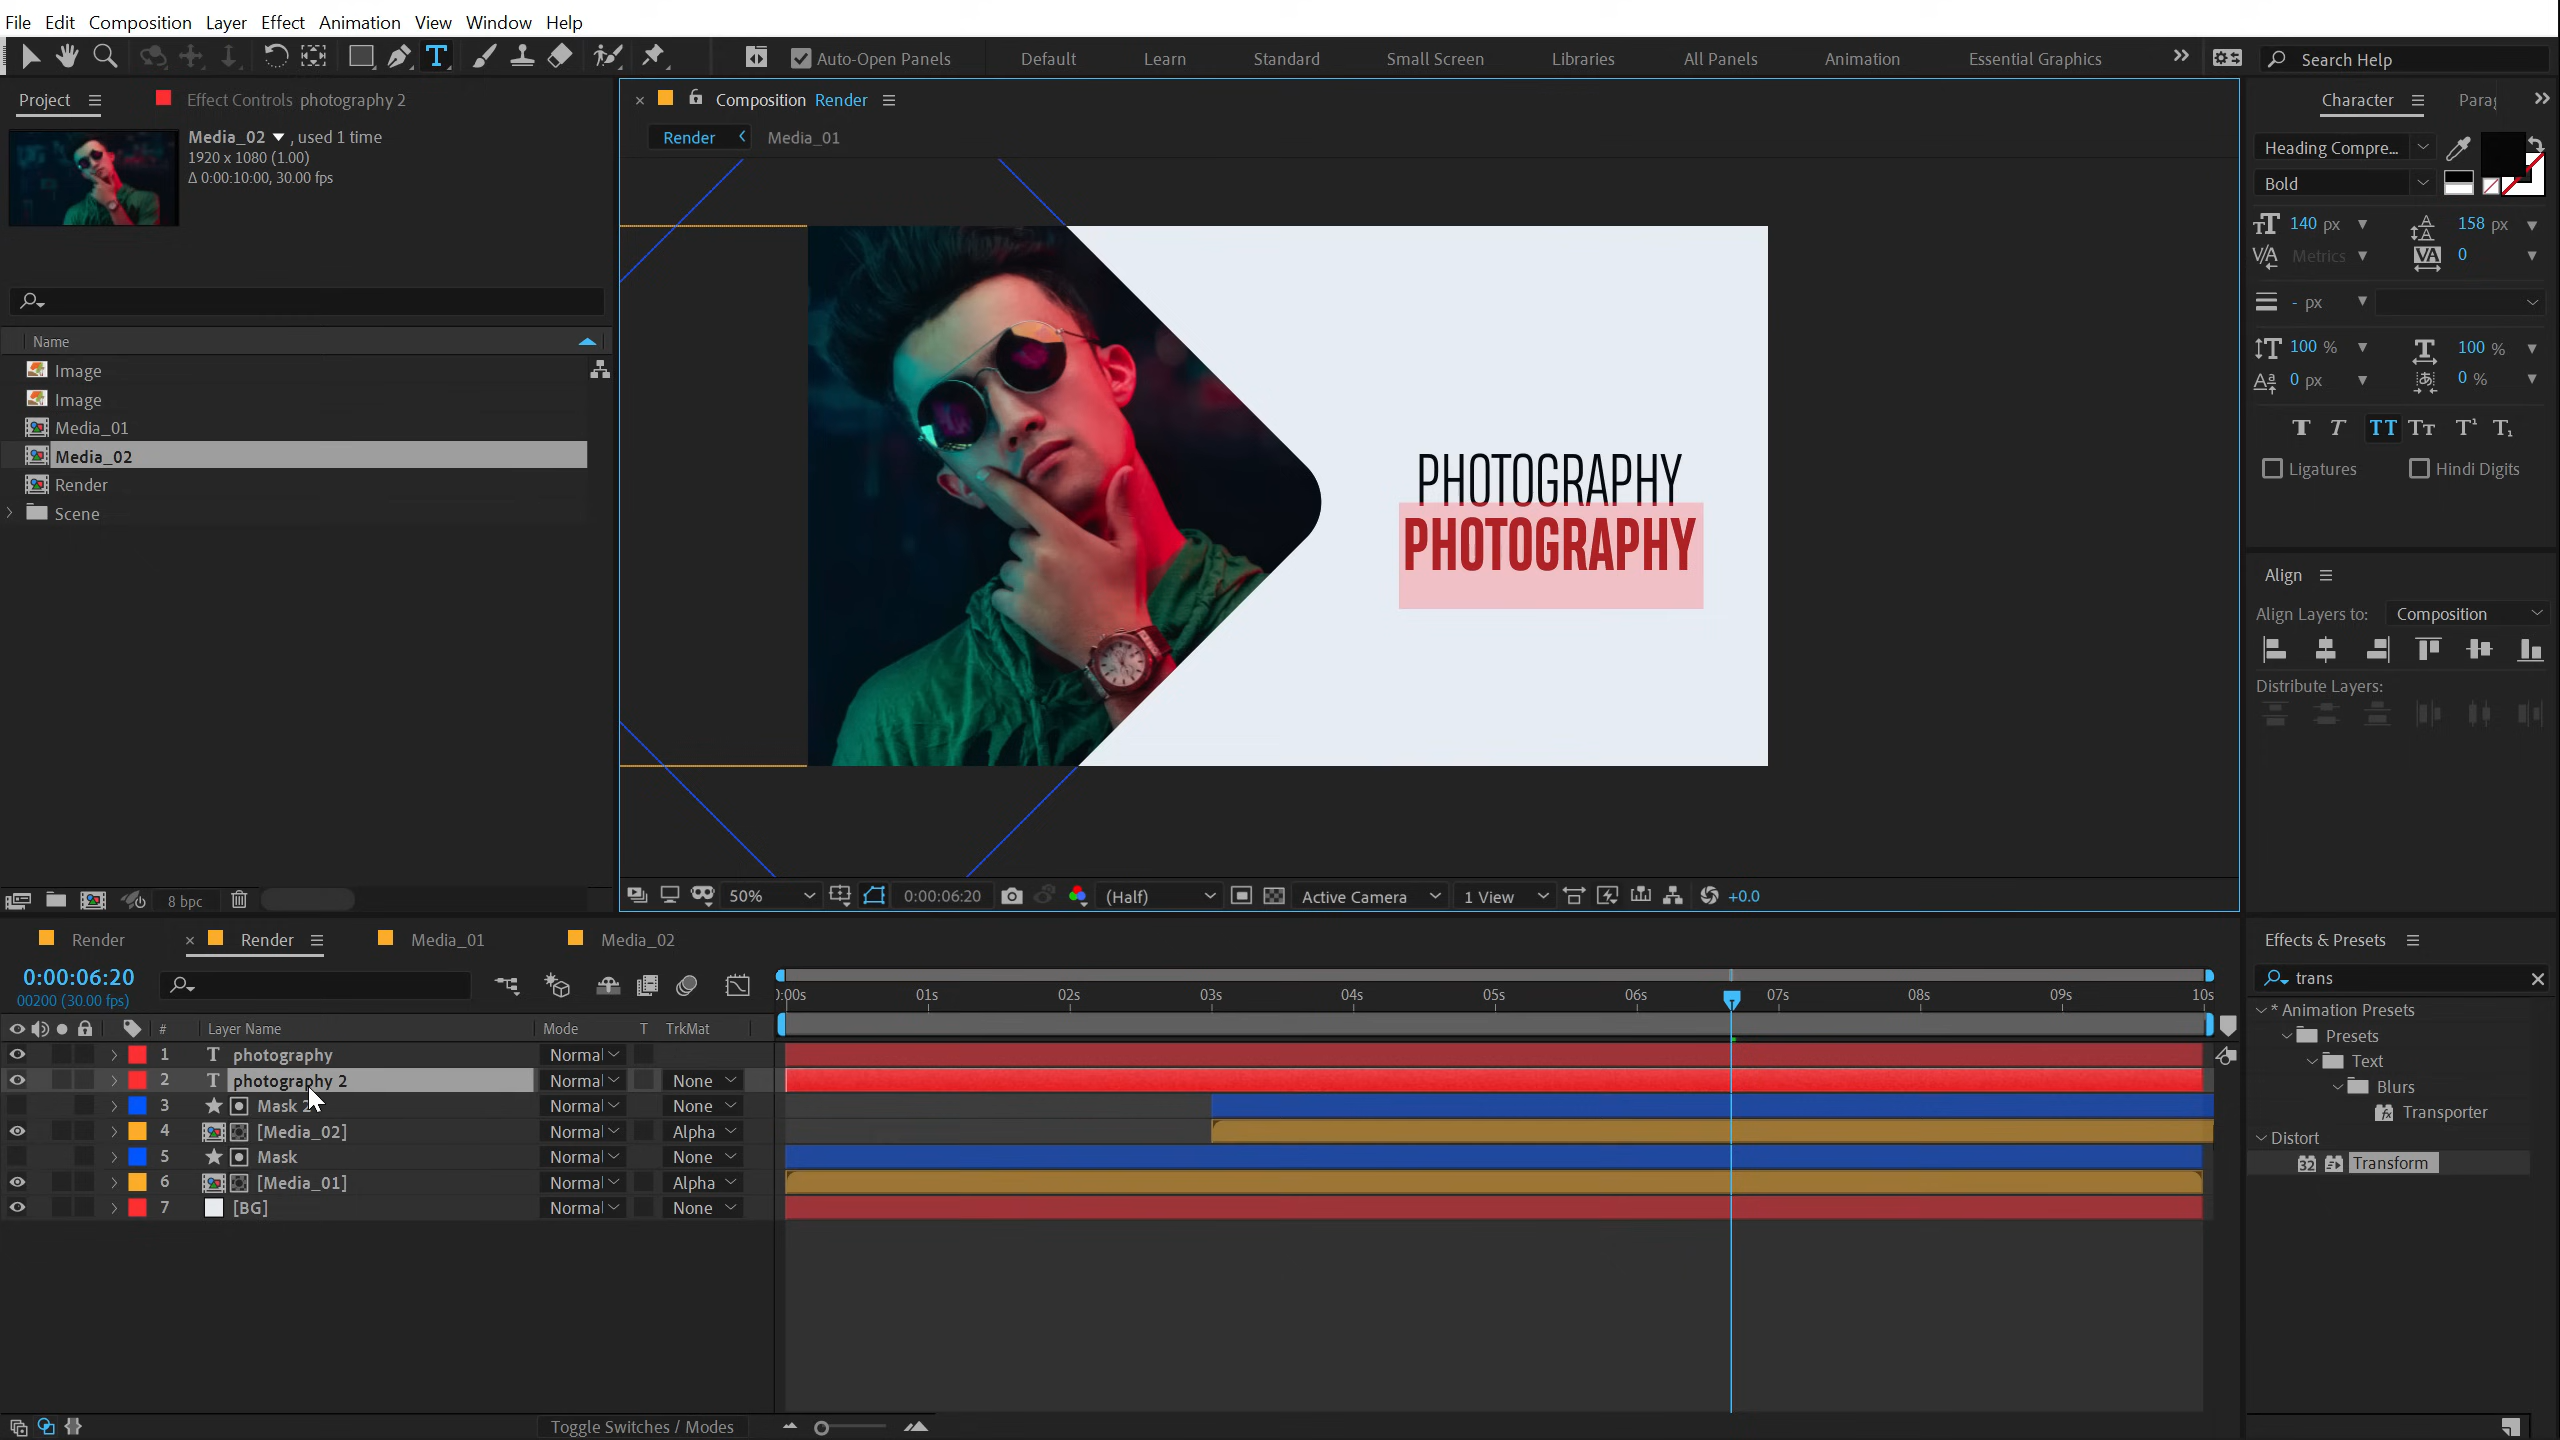 File Edit Composition Layer Effect Animation View Window Help
Auto-Open Panels Default Learn Standard Small Screen Libraries All Panels Animation Essential Graphics Search Help
Project Effect Controls photography 2
Media_02 , used 1 time
1920 x 1080 (1.00)
Δ 0:00:10:00, 30.00 fps
Name
Image
Image
Media_01
Media_02
Render
Scene
8 bpc
Composition Render
Render Media_01
PHOTOGRAPHY
PHOTOGRAPHY
50% 0:00:06:20 (Half) Active Camera 1 View +0.0
Character
Heading Compre...
Bold
140 px 158 px
Metrics 0
- px
100 % 100 %
0 px 0 %
Ligatures Hindi Digits
Align
Align Layers to: Composition
Distribute Layers:
Render Render Media_01 Media_02
0:00:06:20
00200 (30.00 fps)
:00s 01s 02s 03s 04s 05s 06s 07s 08s 09s 10s
# Layer Name Mode T TrkMat
1 photography Normal
2 photography 2 Normal None
3 Mask 2 Normal None
4 [Media_02] Normal Alpha
5 Mask Normal None
6 [Media_01] Normal Alpha
7 [BG] Normal None
Toggle Switches / Modes
Effects & Presets
trans
* Animation Presets
Presets
Text
Blurs
Transporter
Distort
Transform